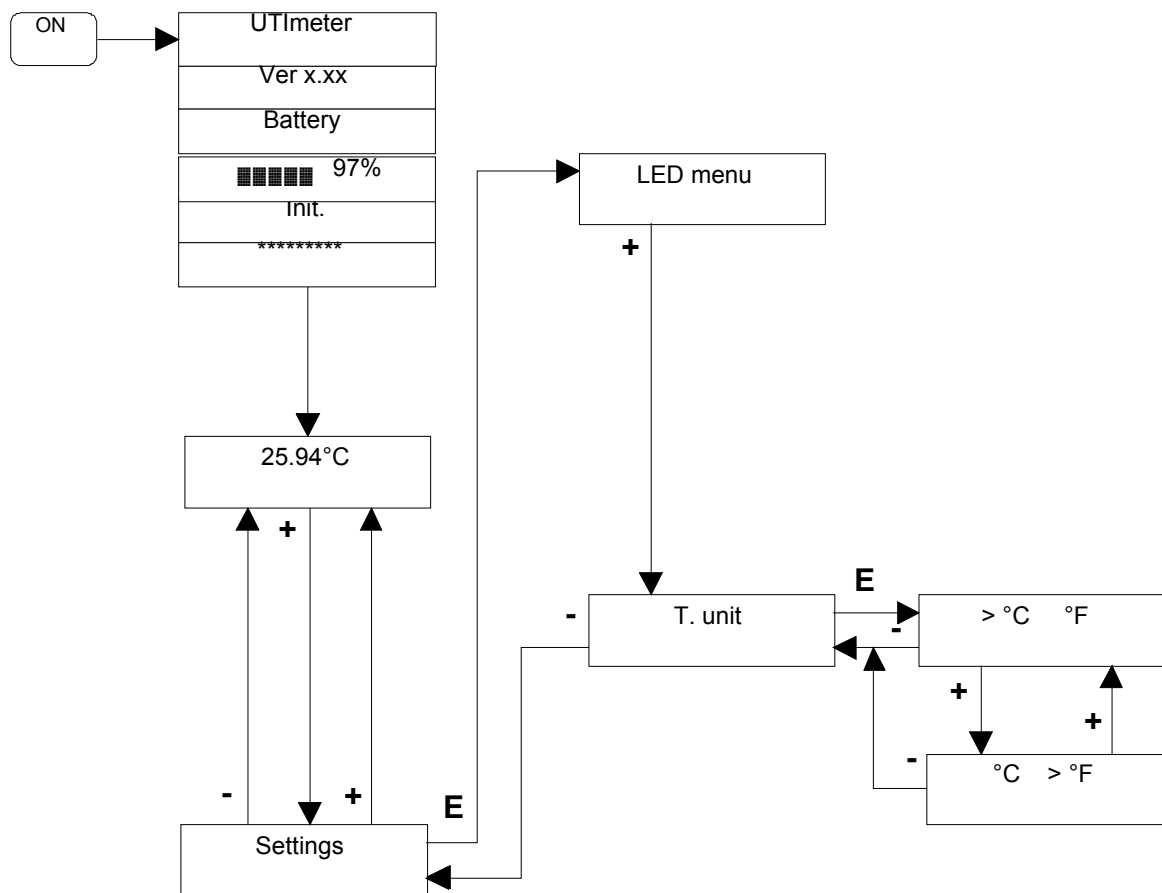 ON
UTImeter
Ver x.xx
Battery
97%
Init.
*********
LED menu
+
25.94°C
+
E
- T. unit
> °C °F
-
+
+
-
°C > °F
-
+
E
Settings